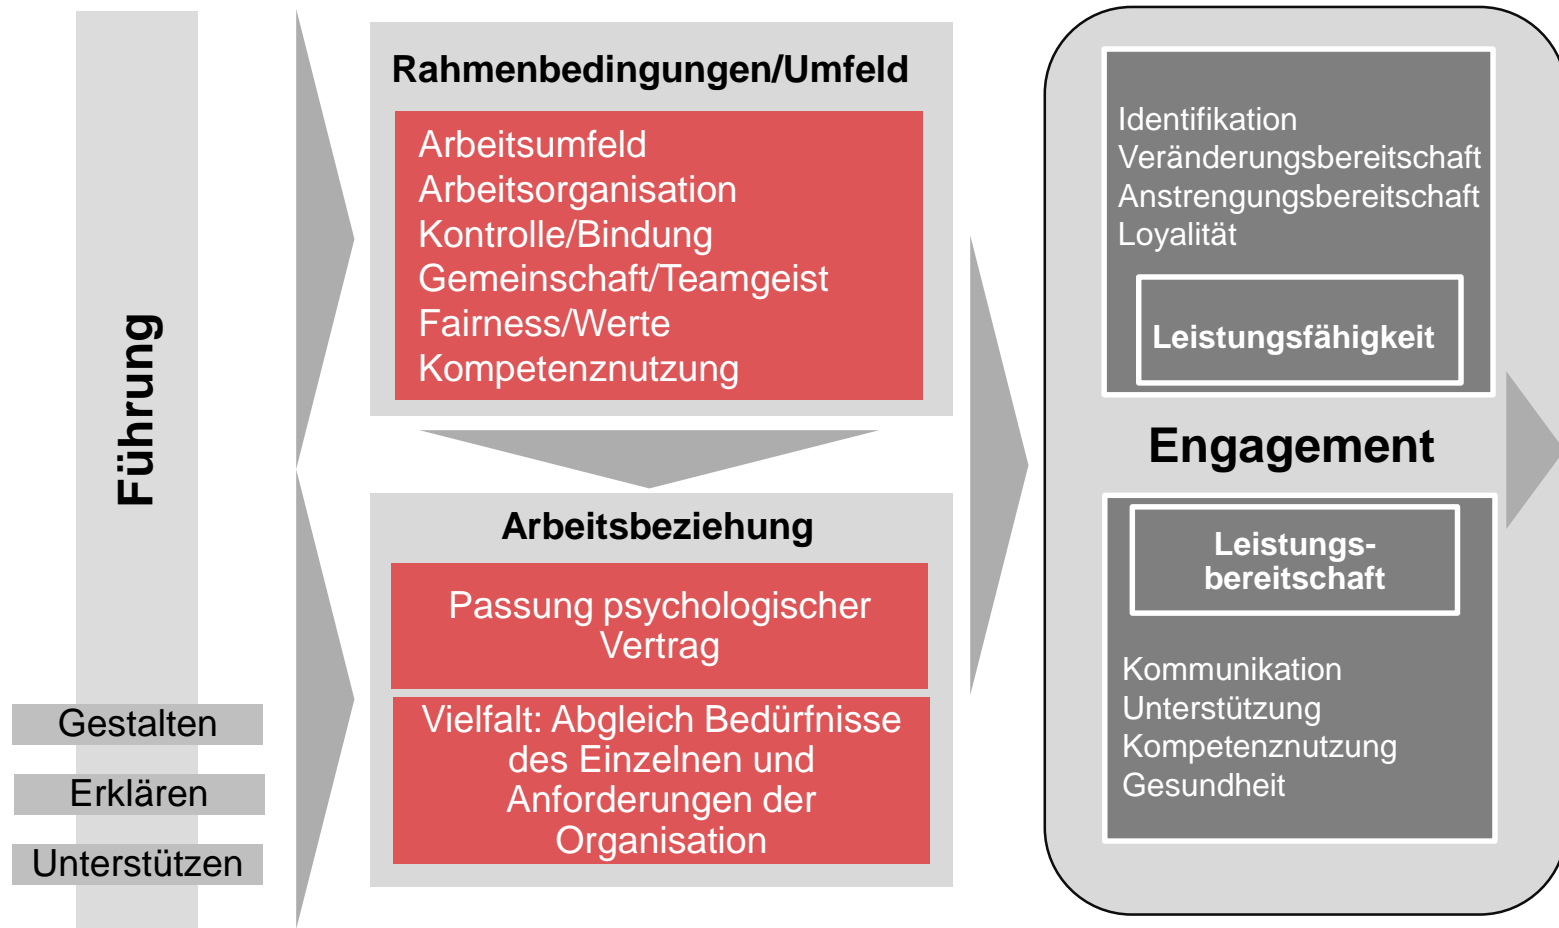 Führung
Gestalten
Erklären
Unterstützen
Rahmenbedingungen/Umfeld
Arbeitsumfeld
Arbeitsorganisation
Kontrolle/Bindung
Gemeinschaft/Teamgeist
Fairness/Werte
Kompetenznutzung
Arbeitsbeziehung
Passung psychologischer
Vertrag
Vielfalt: Abgleich Bedürfnisse
des Einzelnen und
Anforderungen der
Organisation
Identifikation
Veränderungsbereitschaft
Anstrengungsbereitschaft
Loyalität
Leistungsfähigkeit
Engagement
Leistungs-
bereitschaft
Kommunikation
Unterstützung
Kompetenznutzung
Gesundheit